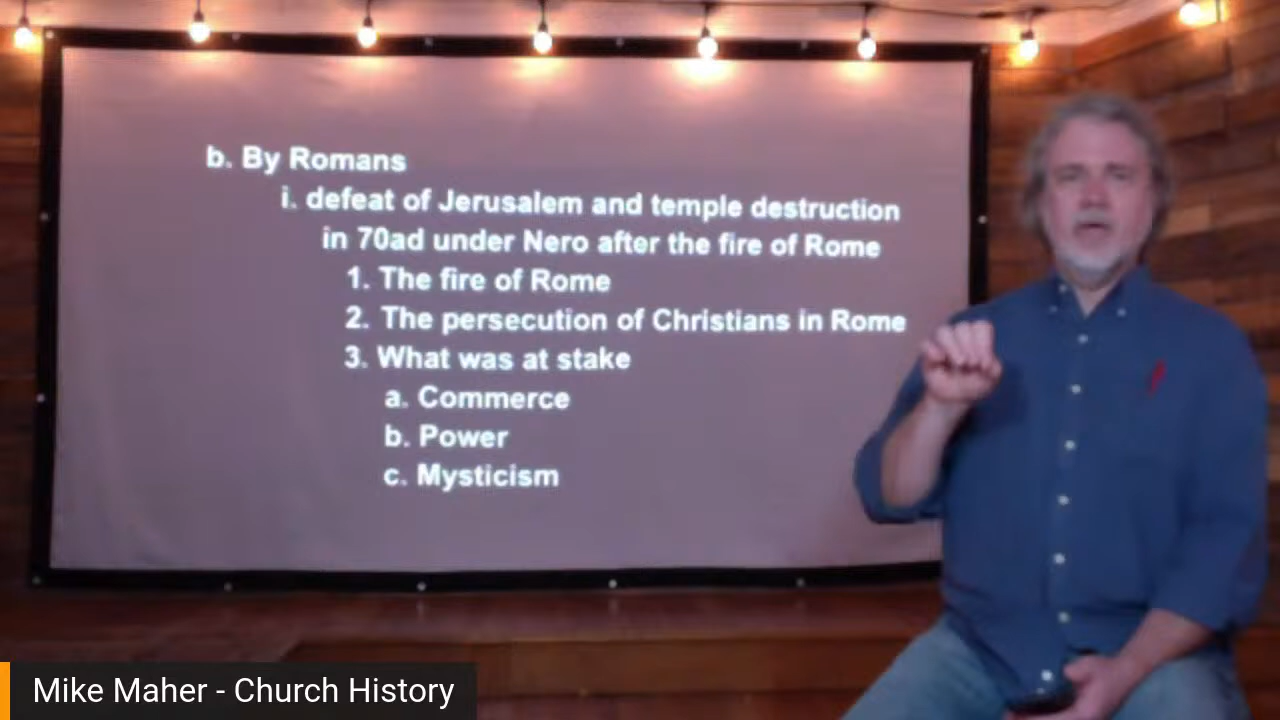 b. By Romans
i. defeat of Jerusalem and temple destruction
in 70ad under Nero after the fire of Rome
1. The fire of Rome
2. The persecution of Christians in Rome
3. What was at stake
a. Commerce
b. Power
c. Mysticism
Mike Maher - Church History